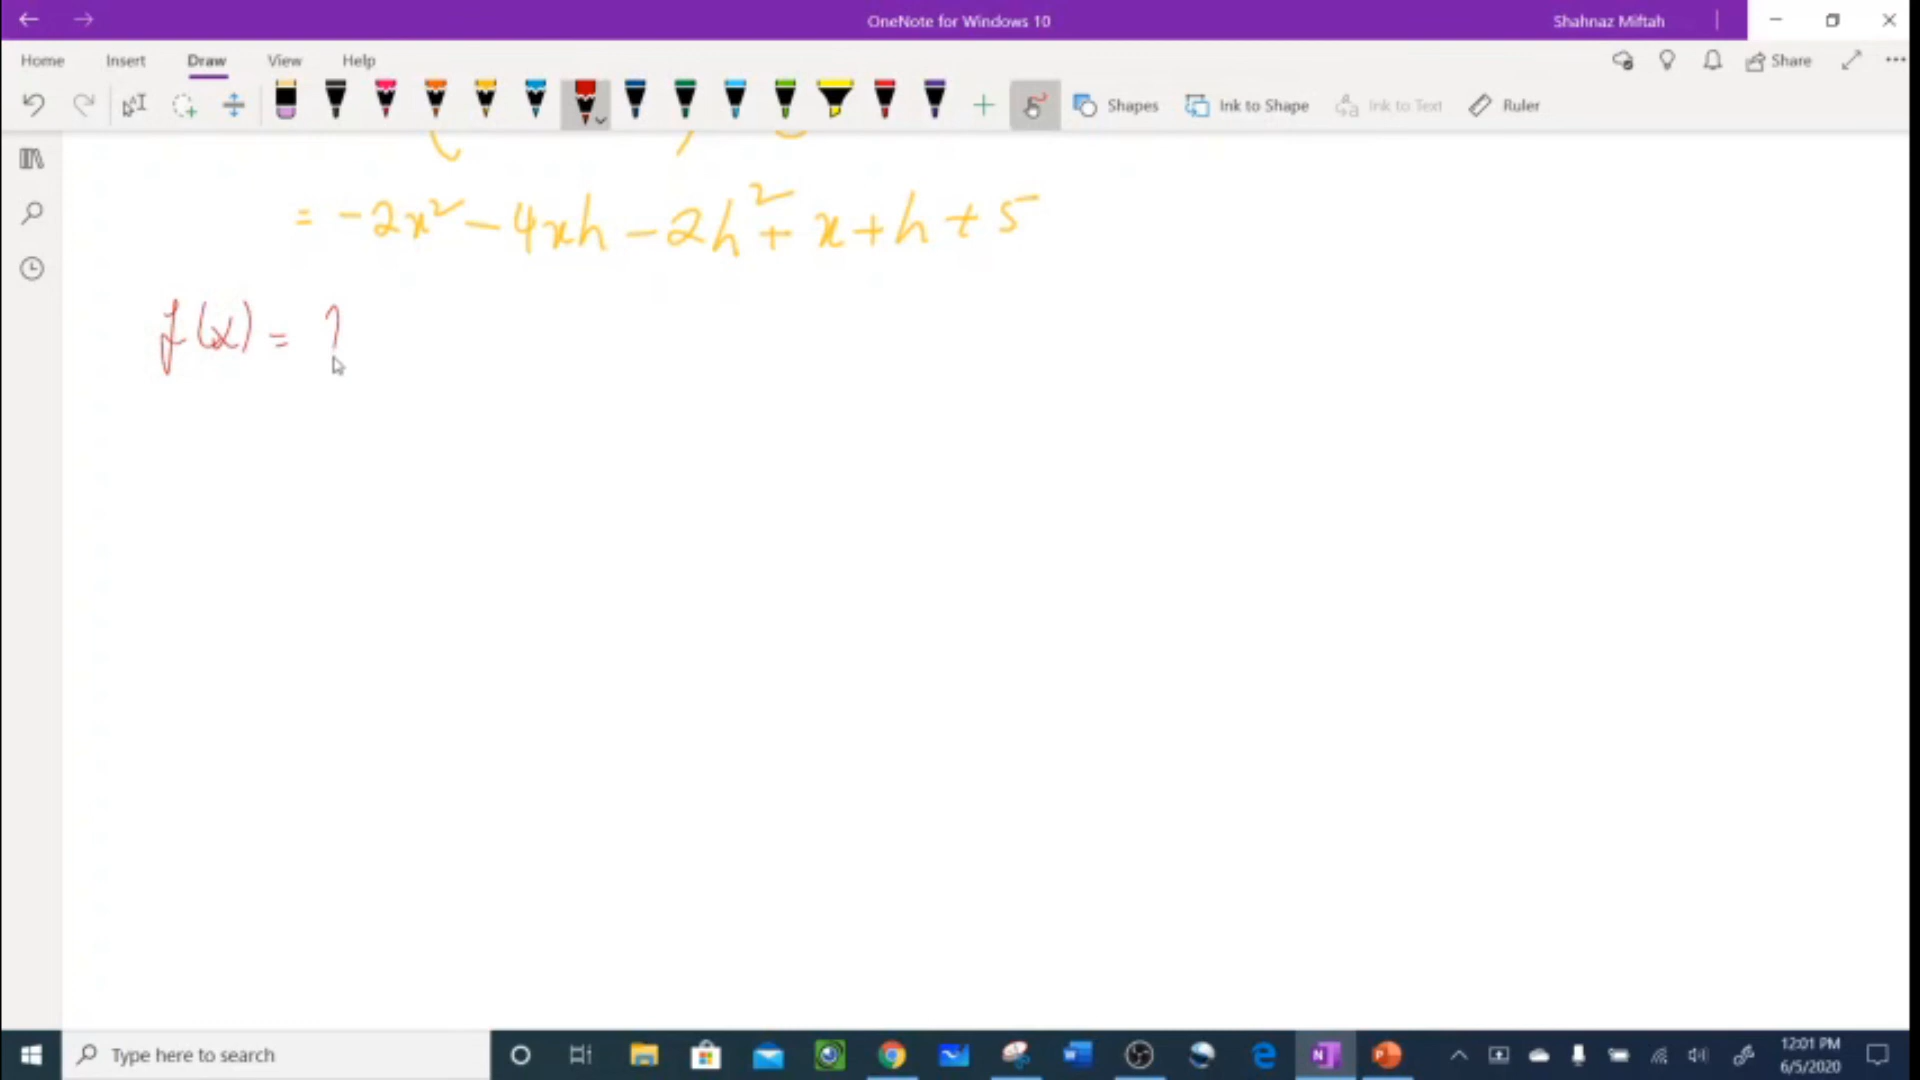 OneNote for Windows 10
Shahnaz Miftah
Home Insert Draw View Help Share
Shapes Ink to Shape Ink to Text Ruler
= -2x² - 4xh - 2h² + x + h + 5
f(x) = ?
Type here to search
12:01 PM
6/5/2020